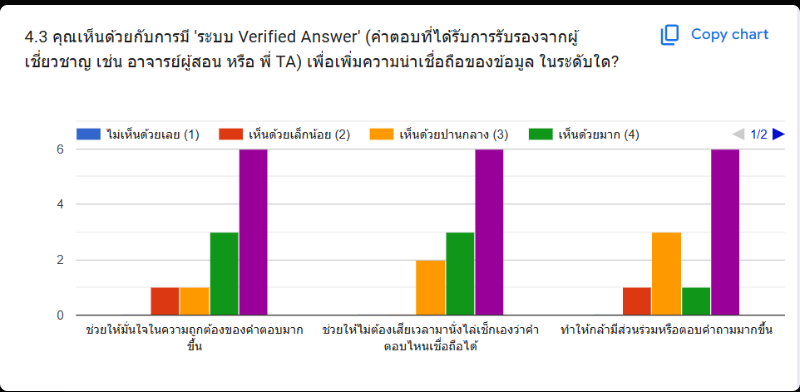 4.3 คุณเห็นด้วยกับการมี 'ระบบ Verified Answer' (คำตอบที่ได้รับการรับรองจากผู้
เชี่ยวชาญ เช่น อาจารย์ผู้สอน หรือ พี่ TA) เพื่อเพิ่มความน่าเชื่อถือของข้อมูล ในระดับใด?
Copy chart
ไม่เห็นด้วยเลย (1) เห็นด้วยเล็กน้อย (2) เห็นด้วยปานกลาง (3) เห็นด้วยมาก (4) 1/2
6
4
2
0
ช่วยให้มั่นใจในความถูกต้องของคำตอบมาก
ขึ้น
ช่วยให้ไม่ต้องเสียเวลามานั่งไล่เช็กเองว่าคำ
ตอบไหนเชื่อถือได้
ทำให้กล้ามีส่วนร่วมหรือตอบคำถามมากขึ้น